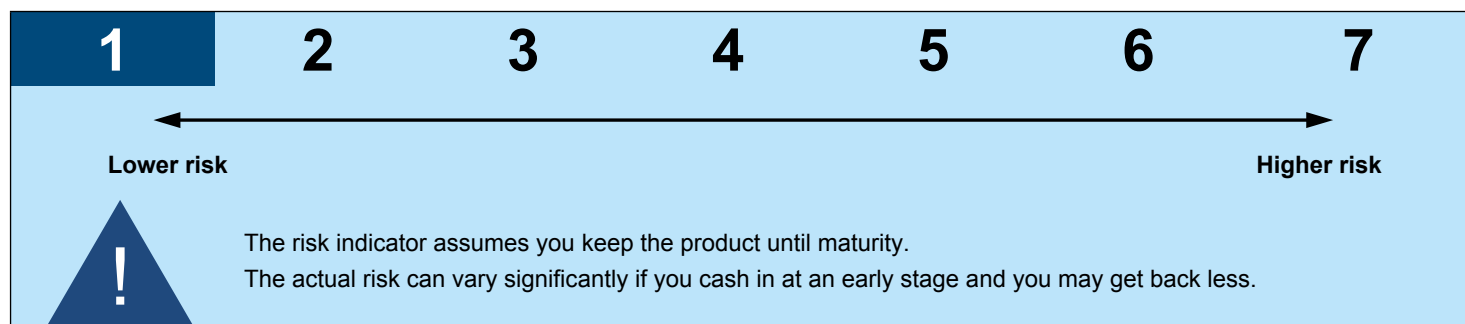 1 2 3 4 5 6 7
Lower risk Higher risk
!
The risk indicator assumes you keep the product until maturity.
The actual risk can vary significantly if you cash in at an early stage and you may get back less.